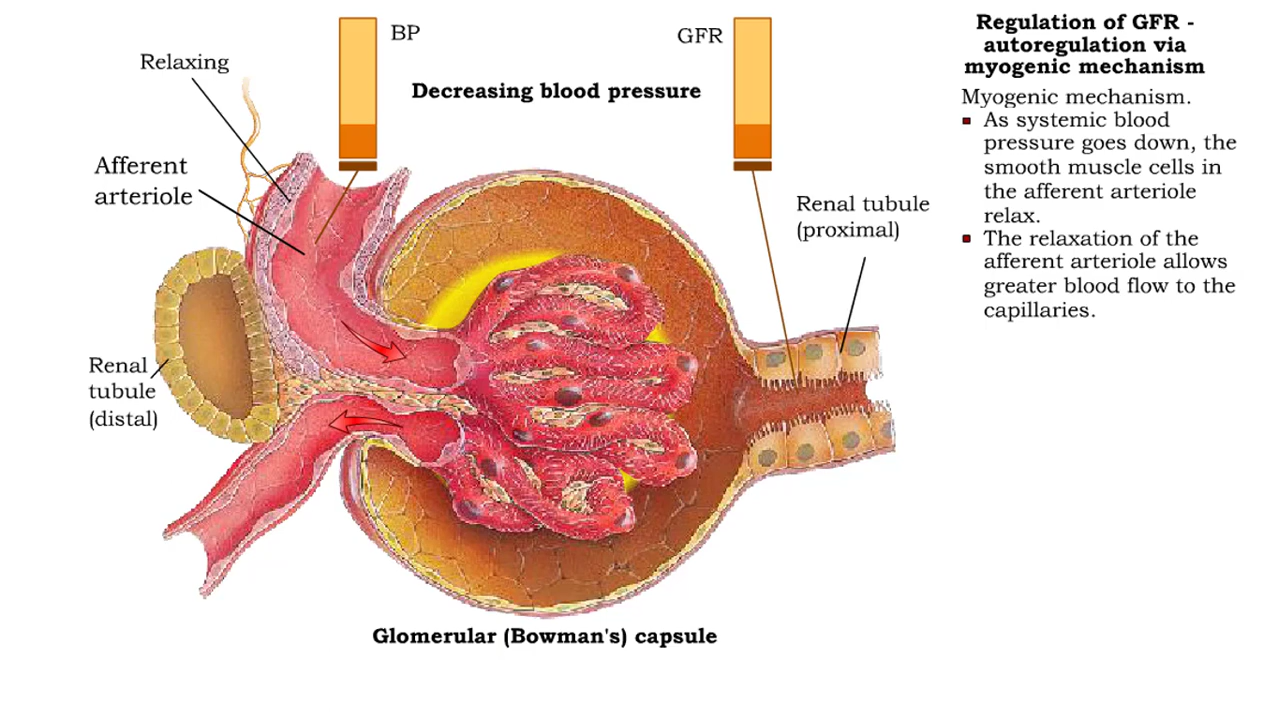 BP
GFR
Relaxing
Decreasing blood pressure
Afferent
arteriole
Renal tubule
(proximal)
Renal
tubule
(distal)
Glomerular (Bowman's) capsule
Regulation of GFR -
autoregulation via
myogenic mechanism
Myogenic mechanism.
As systemic blood
pressure goes down, the
smooth muscle cells in
the afferent arteriole
relax.
The relaxation of the
afferent arteriole allows
greater blood flow to the
capillaries.